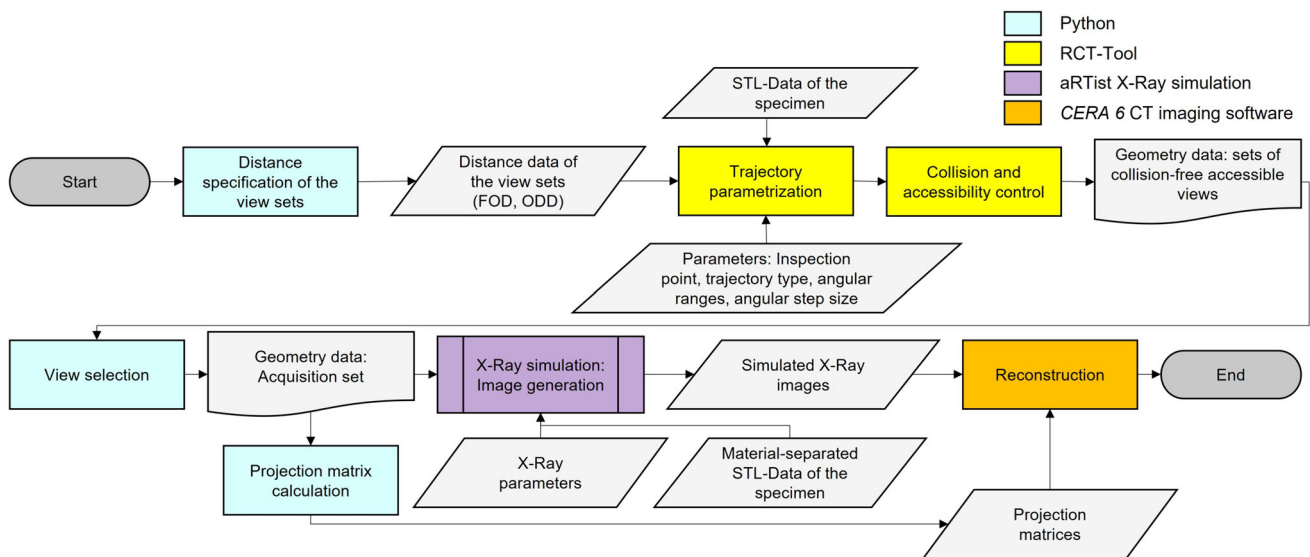 Python
RCT-Tool
aRTist X-Ray simulation
CERA 6 CT imaging software
STL-Data of the
specimen
Start
Distance
specification of the
view sets
Distance data of
the view sets
(FOD, ODD)
Trajectory
parametrization
Collision and
accessibility control
Geometry data: sets of
collision-free accessible
views
Parameters: Inspection
point, trajectory type, angular
ranges, angular step size
View selection
Geometry data:
Acquisition set
X-Ray simulation:
Image generation
Simulated X-Ray
images
Reconstruction
End
Projection matrix
calculation
X-Ray
parameters
Material-separated
STL-Data of the
specimen
Projection
matrices